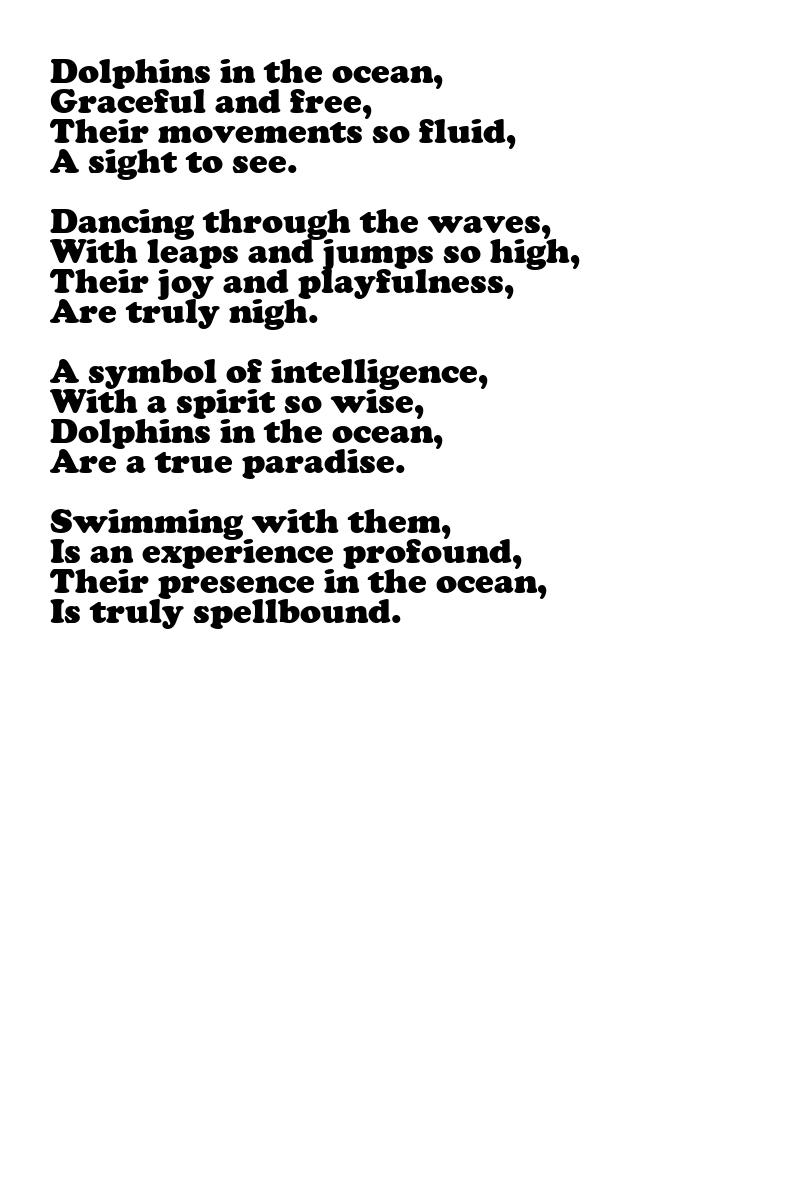 Dolphins in the ocean,
Graceful and free,
Their movements so fluid,
A sight to see.

Dancing through the waves,
With leaps and jumps so high,
Their joy and playfulness,
Are truly nigh.

A symbol of intelligence,
With a spirit so wise,
Dolphins in the ocean,
Are a true paradise.

Swimming with them,
Is an experience profound,
Their presence in the ocean,
Is truly spellbound.